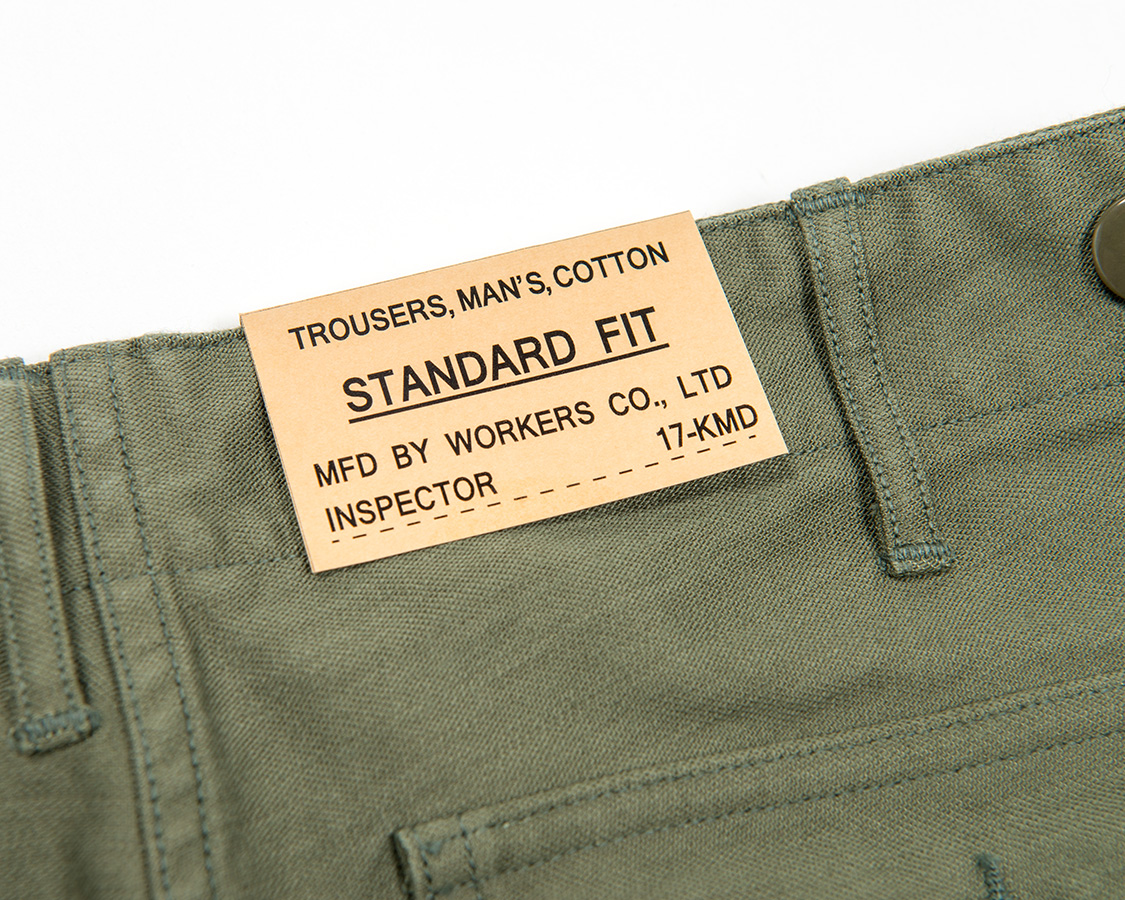 TROUSERS, MAN'S, COTTON
STANDARD FIT
MFD BY WORKERS CO., LTD
17-KMD
INSPECTOR